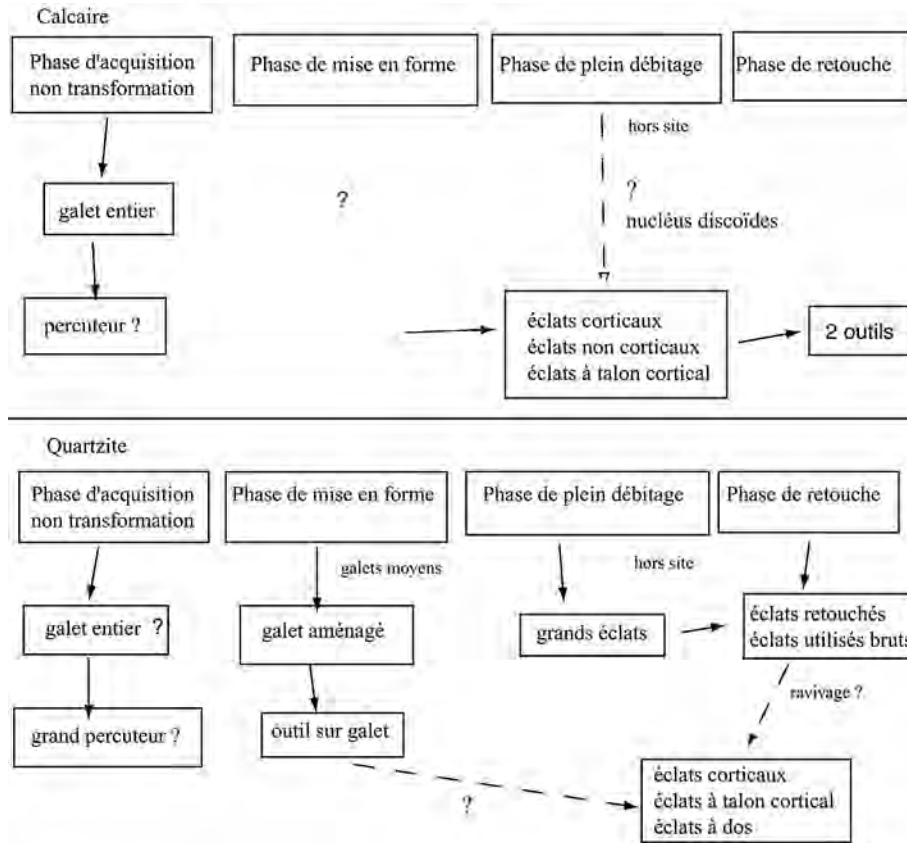 Calcaire
Phase d'acquisition
non transformation
Phase de mise en forme
Phase de plein débitage
Phase de retouche
hors site
galet entier
?
?
nucléus discoïdes
percuteur ?
éclats corticaux
éclats non corticaux
éclats à talon cortical
2 outils
Quartzite
Phase d'acquisition
non transformation
Phase de mise en forme
Phase de plein débitage
Phase de retouche
galets moyens
hors site
galet entier ?
galet aménagé
grands éclats
éclats retouchés
éclats utilisés bruts
ravivage ?
grand percuteur ?
outil sur galet
?
éclats corticaux
éclats à talon cortical
éclats à dos